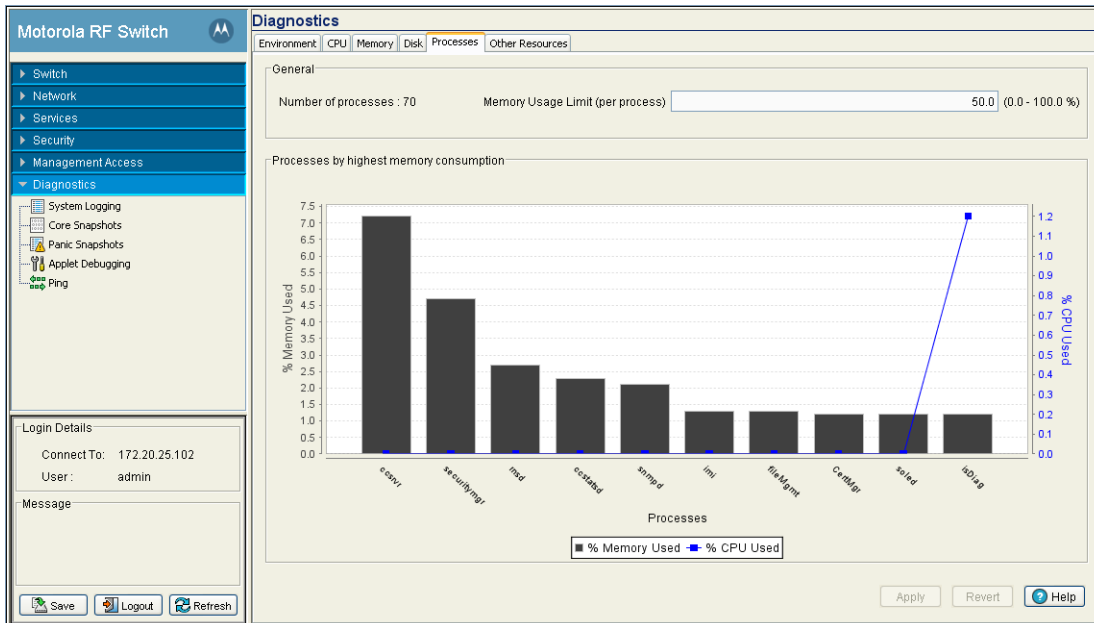 Motorola RF Switch
Switch
Network
Services
Security
Management Access
Diagnostics
System Logging
Core Snapshots
Panic Snapshots
Applet Debugging
Ping
Login Details
Connect To: 172.20.25.102
User : admin
Message
Save Logout Refresh
Diagnostics
Environment CPU Memory Disk Processes Other Resources
General
Number of processes : 70 Memory Usage Limit (per process) 50.0 (0.0 - 100.0 %)
Processes by highest memory consumption
% Memory Used
7.5
7.0
6.5
6.0
5.5
5.0
4.5
4.0
3.5
3.0
2.5
2.0
1.5
1.0
0.5
0.0
1.2
1.1
1.0
0.9
0.8
0.7
0.6
0.5
0.4
0.3
0.2
0.1
0.0
% CPU Used
ccsrvr securitymgr msd ccstatsd snmpd imi fileMgmt CertMgr soled isDiag
Processes
% Memory Used % CPU Used
Apply Revert Help